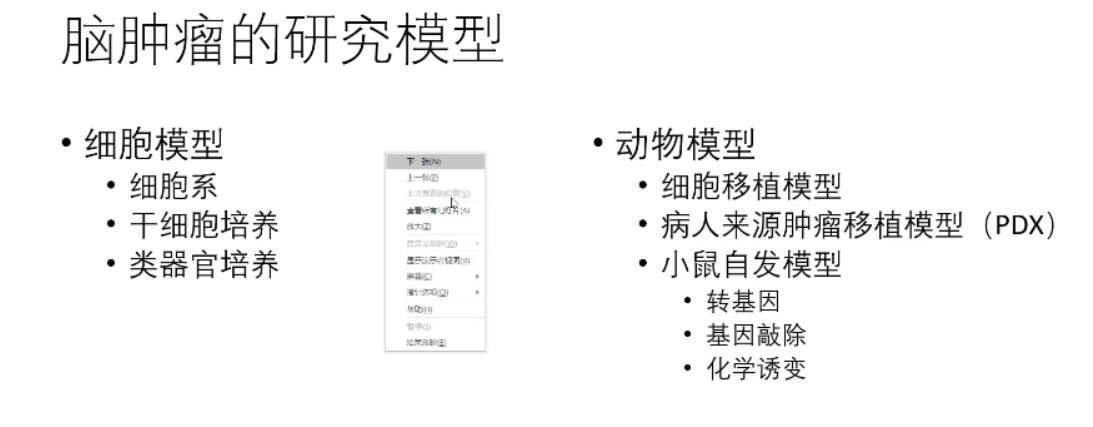 脑肿瘤的研究模型
• 细胞模型
• 细胞系
• 干细胞培养
• 类器官培养
下一张(N)
上一张(P)
上次查看的位置(V)
查看所有幻灯片(A)
放大(Z)
自定义放映(W)
显示演示者视图(R)
屏幕(C)
指针选项(O)
帮助(H)
暂停(S)
结束放映(E)
• 动物模型
• 细胞移植模型
• 病人来源肿瘤移植模型（PDX）
• 小鼠自发模型
• 转基因
• 基因敲除
• 化学诱变